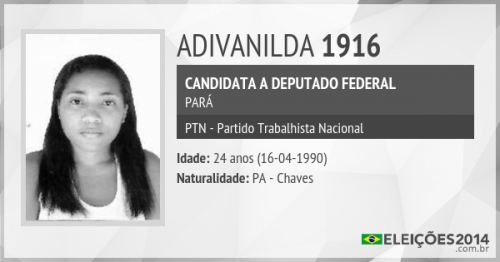 ADIVANILDA 1916
CANDIDATA A DEPUTADO FEDERAL
PARÁ
PTN - Partido Trabalhista Nacional
Idade: 24 anos (16-04-1990)
Naturalidade: PA - Chaves
ELEIÇÕES2014
.com.br